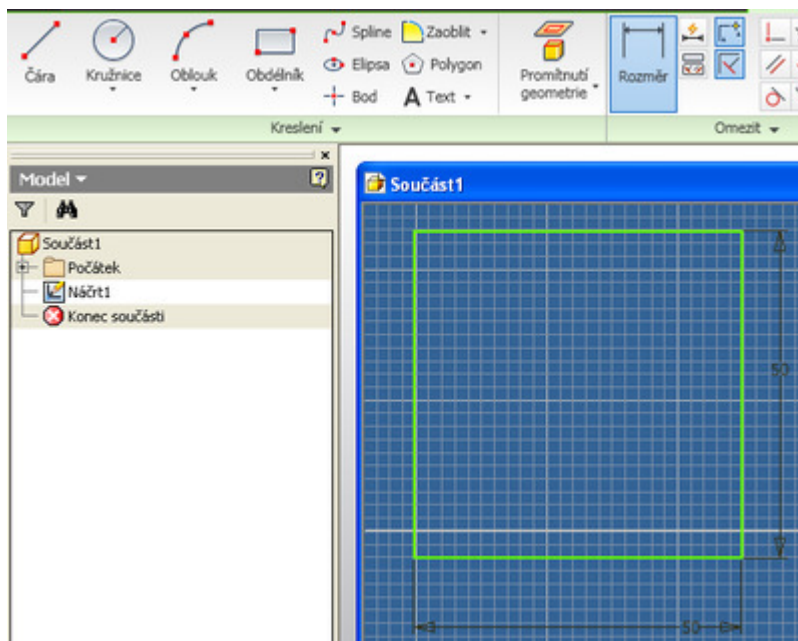 Čára
Kružnice
Oblouk
Obdélník
Spline
Zaoblit
Elipsa
Polygon
Bod
Text
Promítnutí
geometrie
Rozměr
Kreslení
Omezit
Model
Součást1
Počátek
Náčrt1
Konec součásti
Součást1
50
50